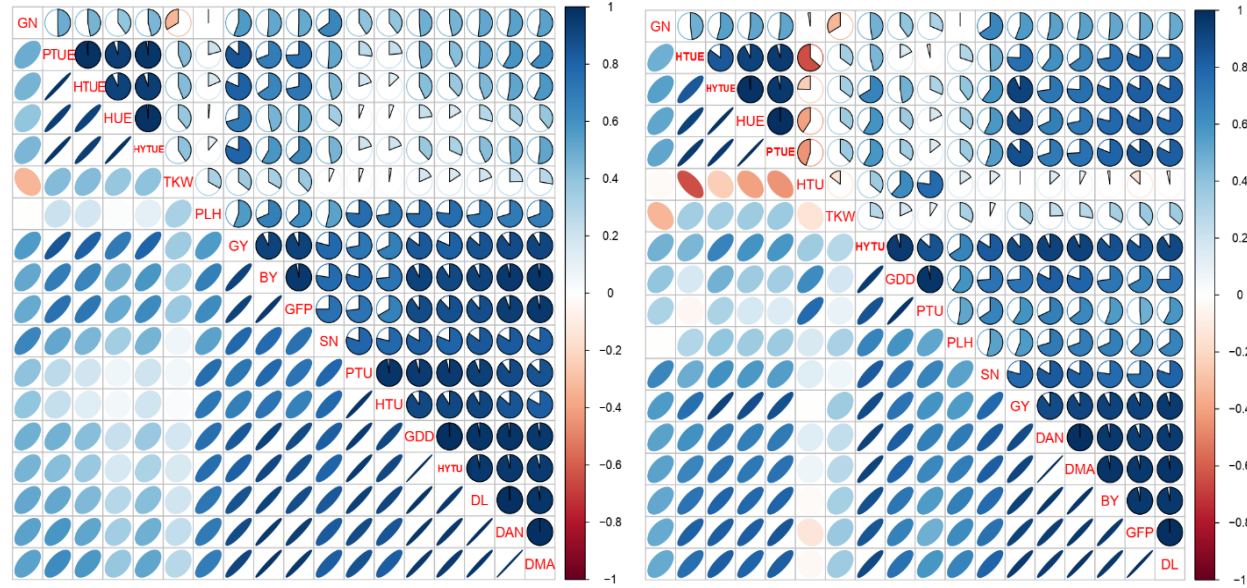 GN
PTUE
HTUE
HUE
HYTUE
TKW
PLH
GY
BY
GFP
SN
PTU
HTU
GDD
HYTU
DL
DAN
DMA
1
0.8
0.6
0.4
0.2
0
−0.2
−0.4
−0.6
−0.8
−1
GN
HTUE
HYTUE
HUE
PTUE
HTU
TKW
HYTU
GDD
PTU
PLH
SN
GY
DAN
DMA
BY
GFP
DL
1
0.8
0.6
0.4
0.2
0
−0.2
−0.4
−0.6
−0.8
−1